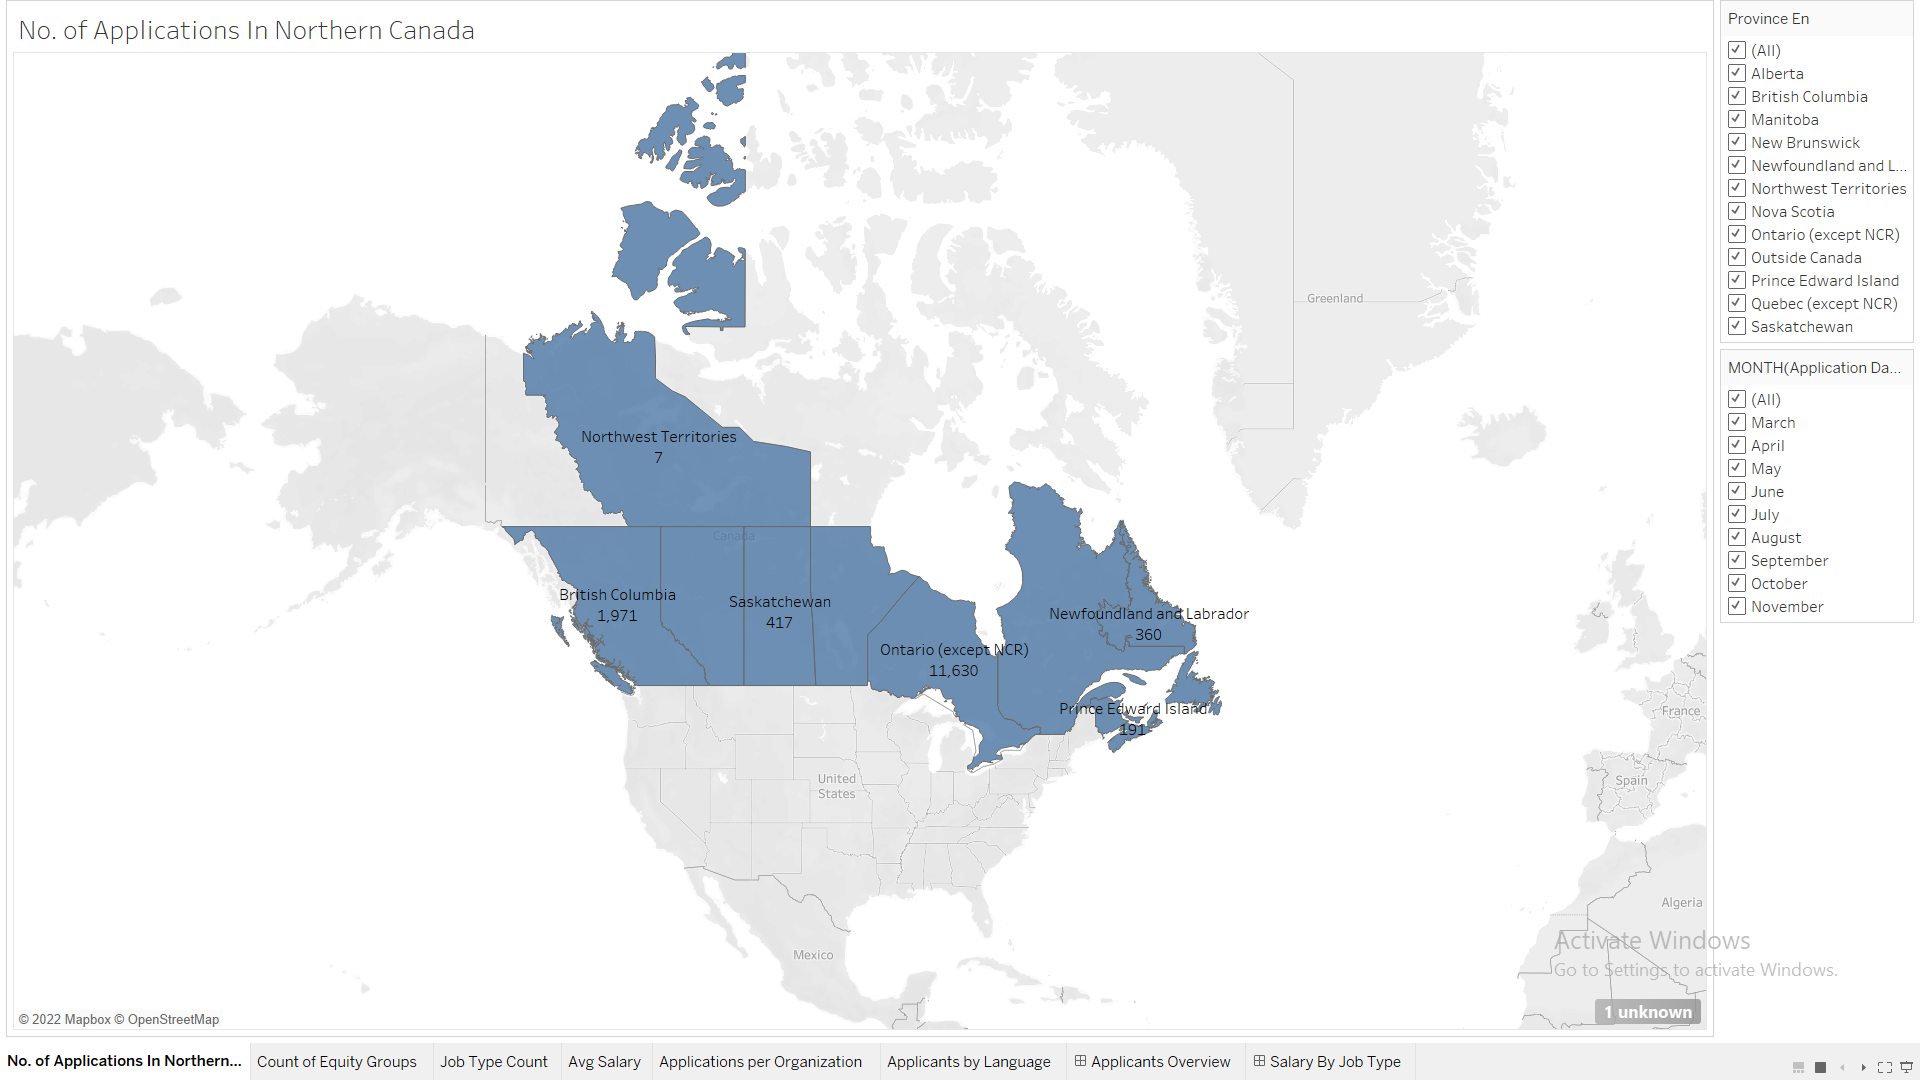 No. of Applications In Northern Canada
Greenland
Northwest Territories
7
Canada
British Columbia
1,971
Saskatchewan
417
Newfoundland and Labrador
360
Ontario (except NCR)
11,630
Prince Edward Island
191
France
United
States
Spain
Algeria
Mexico
Activate Windows
Go to Settings to activate Windows.
1 unknown
© 2022 Mapbox © OpenStreetMap
Province En
(All)
Alberta
British Columbia
Manitoba
New Brunswick
Newfoundland and L...
Northwest Territories
Nova Scotia
Ontario (except NCR)
Outside Canada
Prince Edward Island
Quebec (except NCR)
Saskatchewan
MONTH(Application Da...
(All)
March
April
May
June
July
August
September
October
November
No. of Applications In Northern... Count of Equity Groups Job Type Count Avg Salary Applications per Organization Applicants by Language Applicants Overview Salary By Job Type